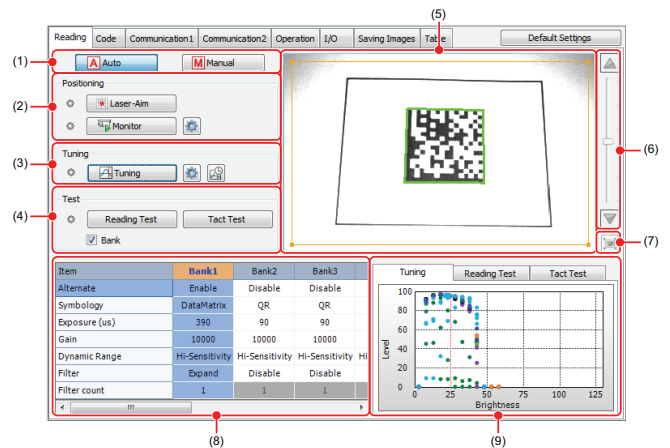 (5)
Reading Code Communication1 Communication2 Operation I/O Saving Images Table Default Settings
(1) A Auto M Manual
Positioning
(2) Laser-Aim
Monitor
(6)
Tuning
(3) Tuning
Test
(4) Reading Test Tact Test
Bank
(7)
Item Bank1 Bank2 Bank3
Alternate Enable Disable Disable
Symbology DataMatrix QR QR
Exposure (us) 390 90 90
Gain 10000 10000 10000
Dynamic Range Hi-Sensitivity Hi-Sensitivity Hi-Sensitivity Hi
Filter Expand Disable Disable
Filter count 1 1 1
Tuning Reading Test Tact Test
100
80
60
40
20
0
Level
0 25 50 75 100 125
Brightness
(8) (9)